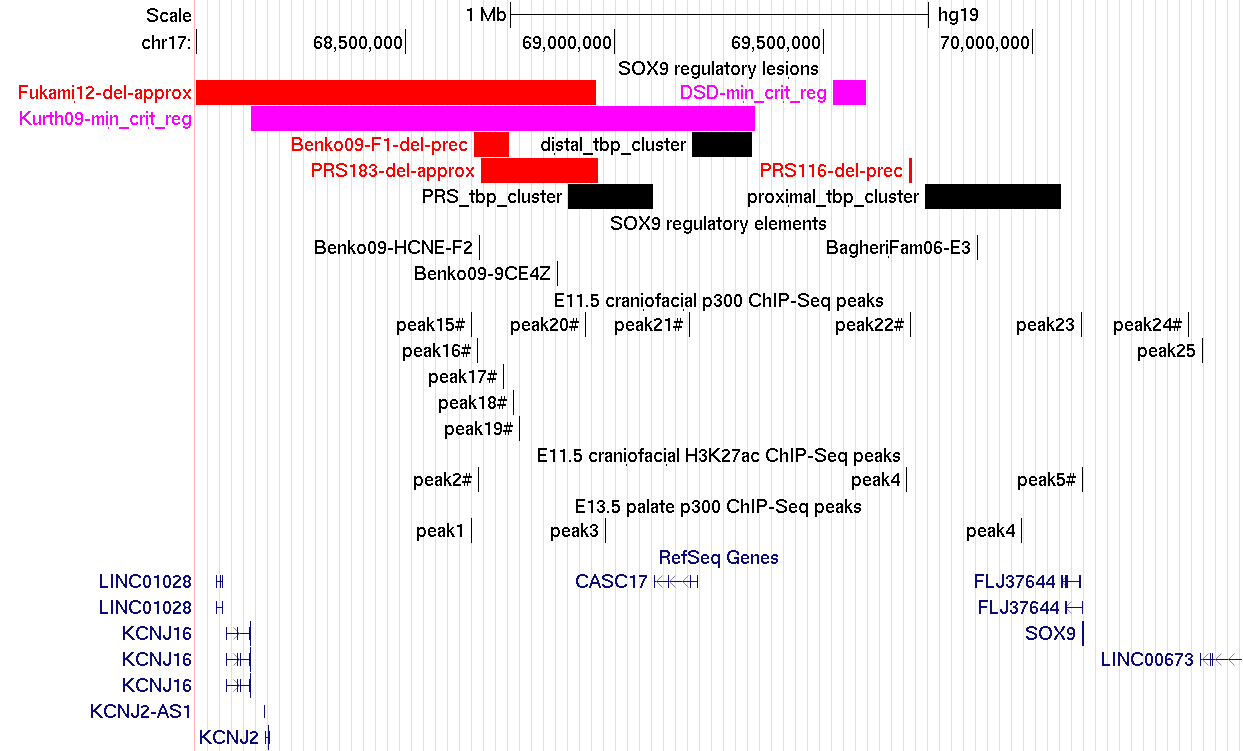 Scale 1 Mb hg19
chr17: 68,500,000 69,000,000 69,500,000 70,000,000
SOX9 regulatory lesions
Fukami12-del-approx DSD-min_crit_reg
Kurth09-min_crit_reg
Benko09-F1-del-prec distal_tbp_cluster
PRS183-del-approx PRS116-del-prec
PRS_tbp_cluster proximal_tbp_cluster
SOX9 regulatory elements
Benko09-HCNE-F2 BagheriFam06-E3
Benko09-9CE4Z
E11.5 craniofacial p300 ChIP-Seq peaks
peak15# peak20# peak21# peak22# peak23 peak24#
peak16# peak25
peak17#
peak18#
peak19#
E11.5 craniofacial H3K27ac ChIP-Seq peaks
peak2# peak4 peak5#
E13.5 palate p300 ChIP-Seq peaks
peak1 peak3 peak4
RefSeq Genes
LINC01028 CASC17 FLJ37644
LINC01028 FLJ37644
KCNJ16 SOX9
KCNJ16 LINC00673
KCNJ16
KCNJ2-AS1
KCNJ2